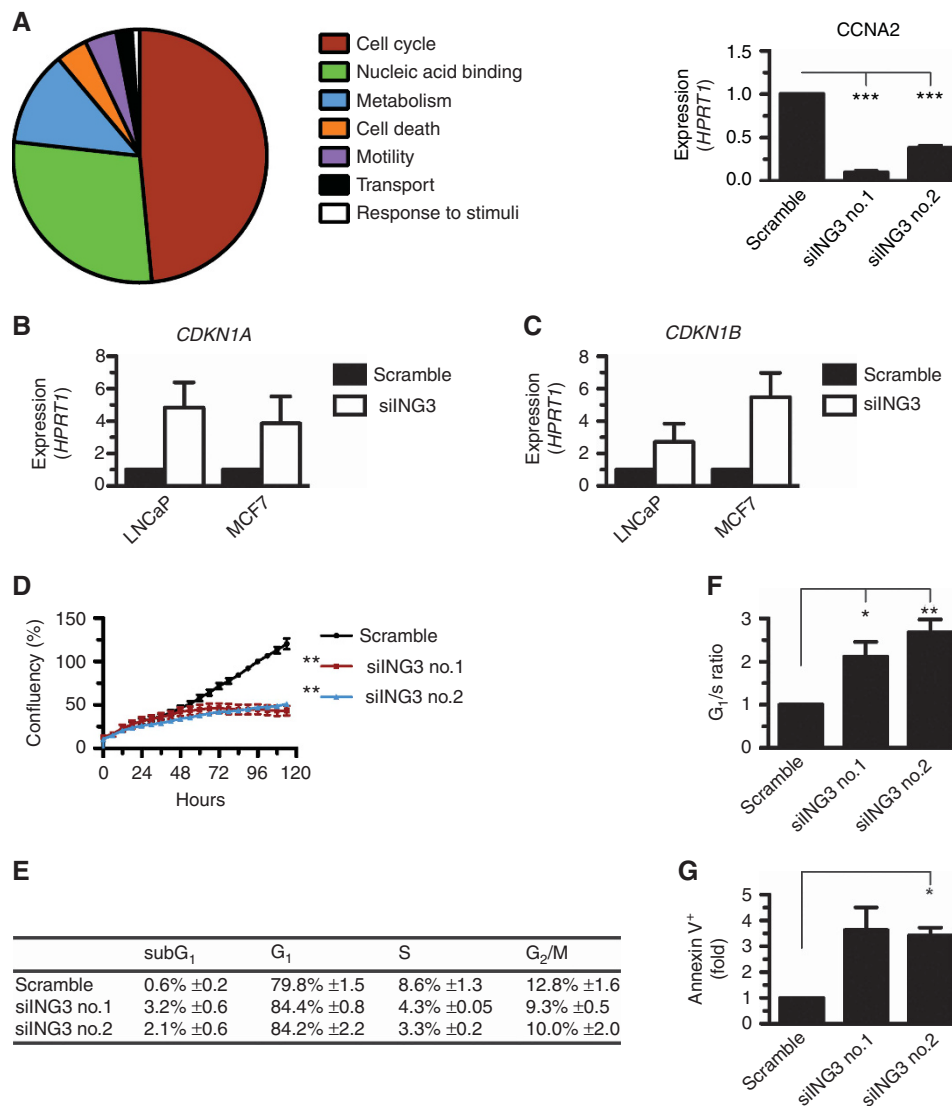 A
Cell cycle
Nucleic acid binding
Metabolism
Cell death
Motility
Transport
Response to stimuli
CCNA2
Expression
(HPRT1)
1.5
1.0
0.5
0.0
***
***
Scramble
siING3 no.1
siING3 no.2
B
CDKN1A
Expression
(HPRT1)
8
6
4
2
0
LNCaP
MCF7
Scramble
siING3
C
CDKN1B
Expression
(HPRT1)
8
6
4
2
0
LNCaP
MCF7
Scramble
siING3
D
Confluency (%)
150
100
50
0
0 24 48 72 96 120
Hours
Scramble
** siING3 no.1
** siING3 no.2
E
subG1 G1 S G2/M
Scramble 0.6% ±0.2 79.8% ±1.5 8.6% ±1.3 12.8% ±1.6
siING3 no.1 3.2% ±0.6 84.4% ±0.8 4.3% ±0.05 9.3% ±0.5
siING3 no.2 2.1% ±0.6 84.2% ±2.2 3.3% ±0.2 10.0% ±2.0
F
G1/s ratio
3
2
1
0
*
**
Scramble
siING3 no.1
siING3 no.2
G
Annexin V+
(fold)
5
4
3
2
1
0
*
Scramble
siING3 no.1
siING3 no.2